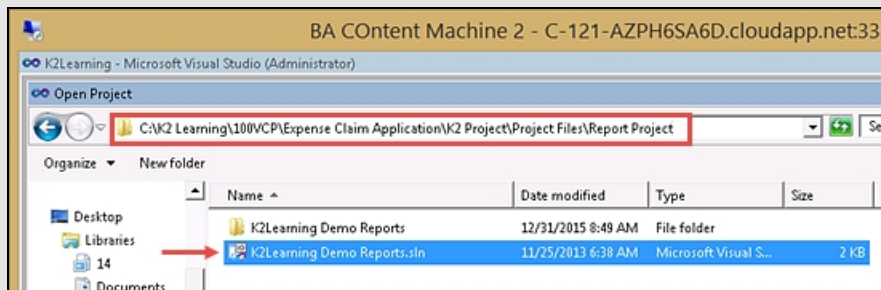 BA COntent Machine 2 - C-121-AZPH6SA6D.cloudapp.net:33
K2Learning - Microsoft Visual Studio (Administrator)
Open Project
C:\K2 Learning\100VCP\Expense Claim Application\K2 Project\Project Files\Report Project
Se
Organize New folder
Name Date modified Type Size
Desktop
K2Learning Demo Reports 12/31/2015 8:49 AM File folder
Libraries
K2Learning Demo Reports.sln 11/25/2013 6:38 AM Microsoft Visual S... 2 KB
14
Documents